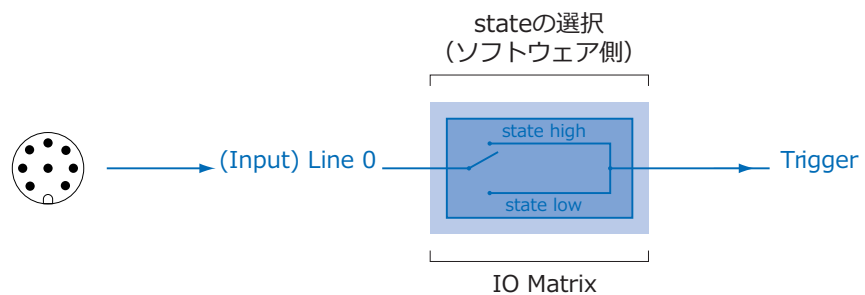 stateの選択
（ソフトウェア側）
state high
(Input) Line 0
Trigger
state low
IO Matrix